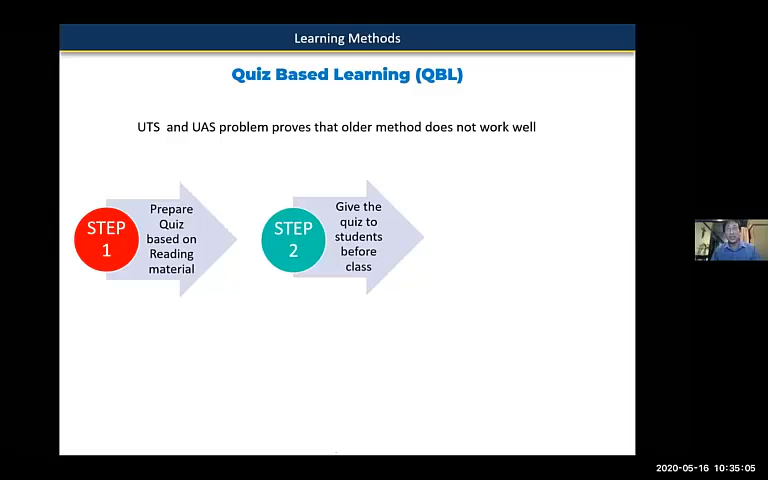 Learning Methods
Quiz Based Learning (QBL)
UTS and UAS problem proves that older method does not work well
STEP
1
Prepare
Quiz
based on
Reading
material
STEP
2
Give the
quiz to
students
before
class
2020-05-16 10:35:05